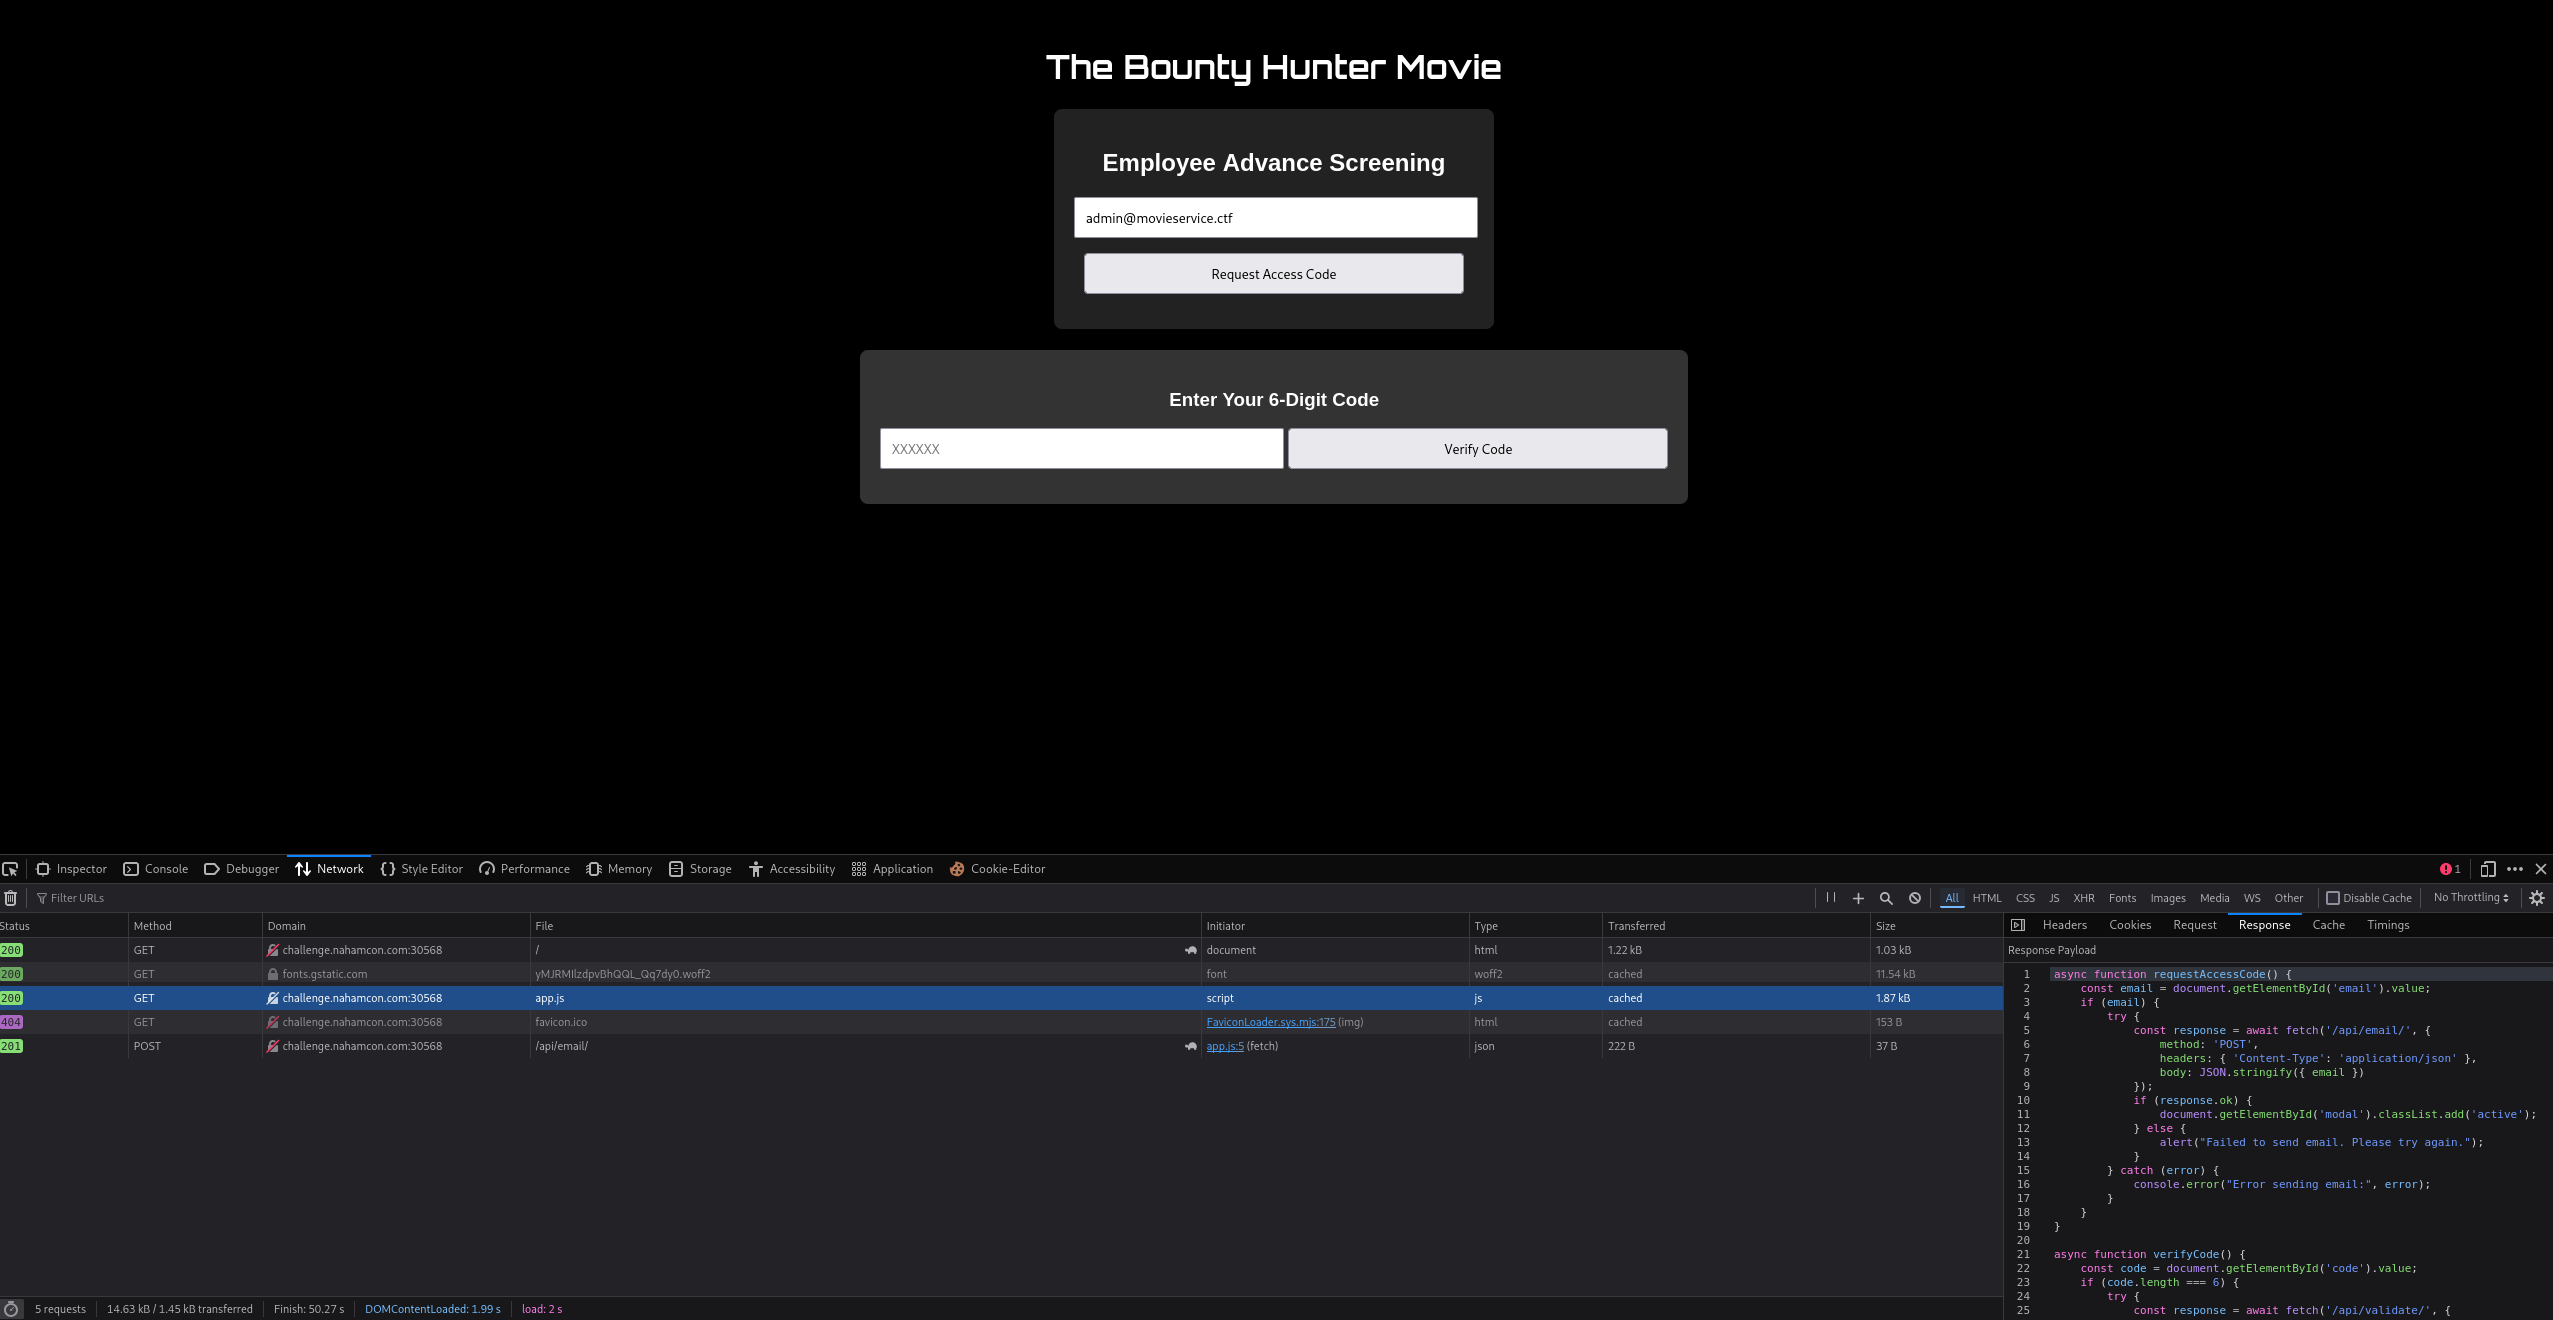 The Bounty Hunter Movie
Employee Advance Screening
admin@movieservice.ctf
Request Access Code
Enter Your 6-Digit Code
XXXXXX
Verify Code
Inspector Console Debugger Network Style Editor Performance Memory Storage Accessibility Application Cookie-Editor 1
Filter URLs All HTML CSS JS XHR Fonts Images Media WS Other Disable Cache No Throttling
Status Method Domain File Initiator Type Transferred Size
200 GET challenge.nahamcon.com:30568 / document html 1.22 kB 1.03 kB
200 GET fonts.gstatic.com yMJRMIlzdpvBhQQL_Qq7dy0.woff2 font woff2 cached 11.54 kB
200 GET challenge.nahamcon.com:30568 app.js script js cached 1.87 kB
404 GET challenge.nahamcon.com:30568 favicon.ico FaviconLoader.sys.mjs:175 (img) html cached 153 B
201 POST challenge.nahamcon.com:30568 /api/email/ app.js:5 (fetch) json 222 B 37 B
5 requests 14.63 kB / 1.45 kB transferred Finish: 50.27 s DOMContentLoaded: 1.99 s load: 2 s
Headers Cookies Request Response Cache Timings
Response Payload
1 async function requestAccessCode() {
2 const email = document.getElementById('email').value;
3 if (email) {
4 try {
5 const response = await fetch('/api/email/', {
6 method: 'POST',
7 headers: { 'Content-Type': 'application/json' },
8 body: JSON.stringify({ email })
9 });
10 if (response.ok) {
11 document.getElementById('modal').classList.add('active');
12 } else {
13 alert("Failed to send email. Please try again.");
14 }
15 } catch (error) {
16 console.error("Error sending email:", error);
17 }
18 }
19 }
20
21 async function verifyCode() {
22 const code = document.getElementById('code').value;
23 if (code.length === 6) {
24 try {
25 const response = await fetch('/api/validate/', {